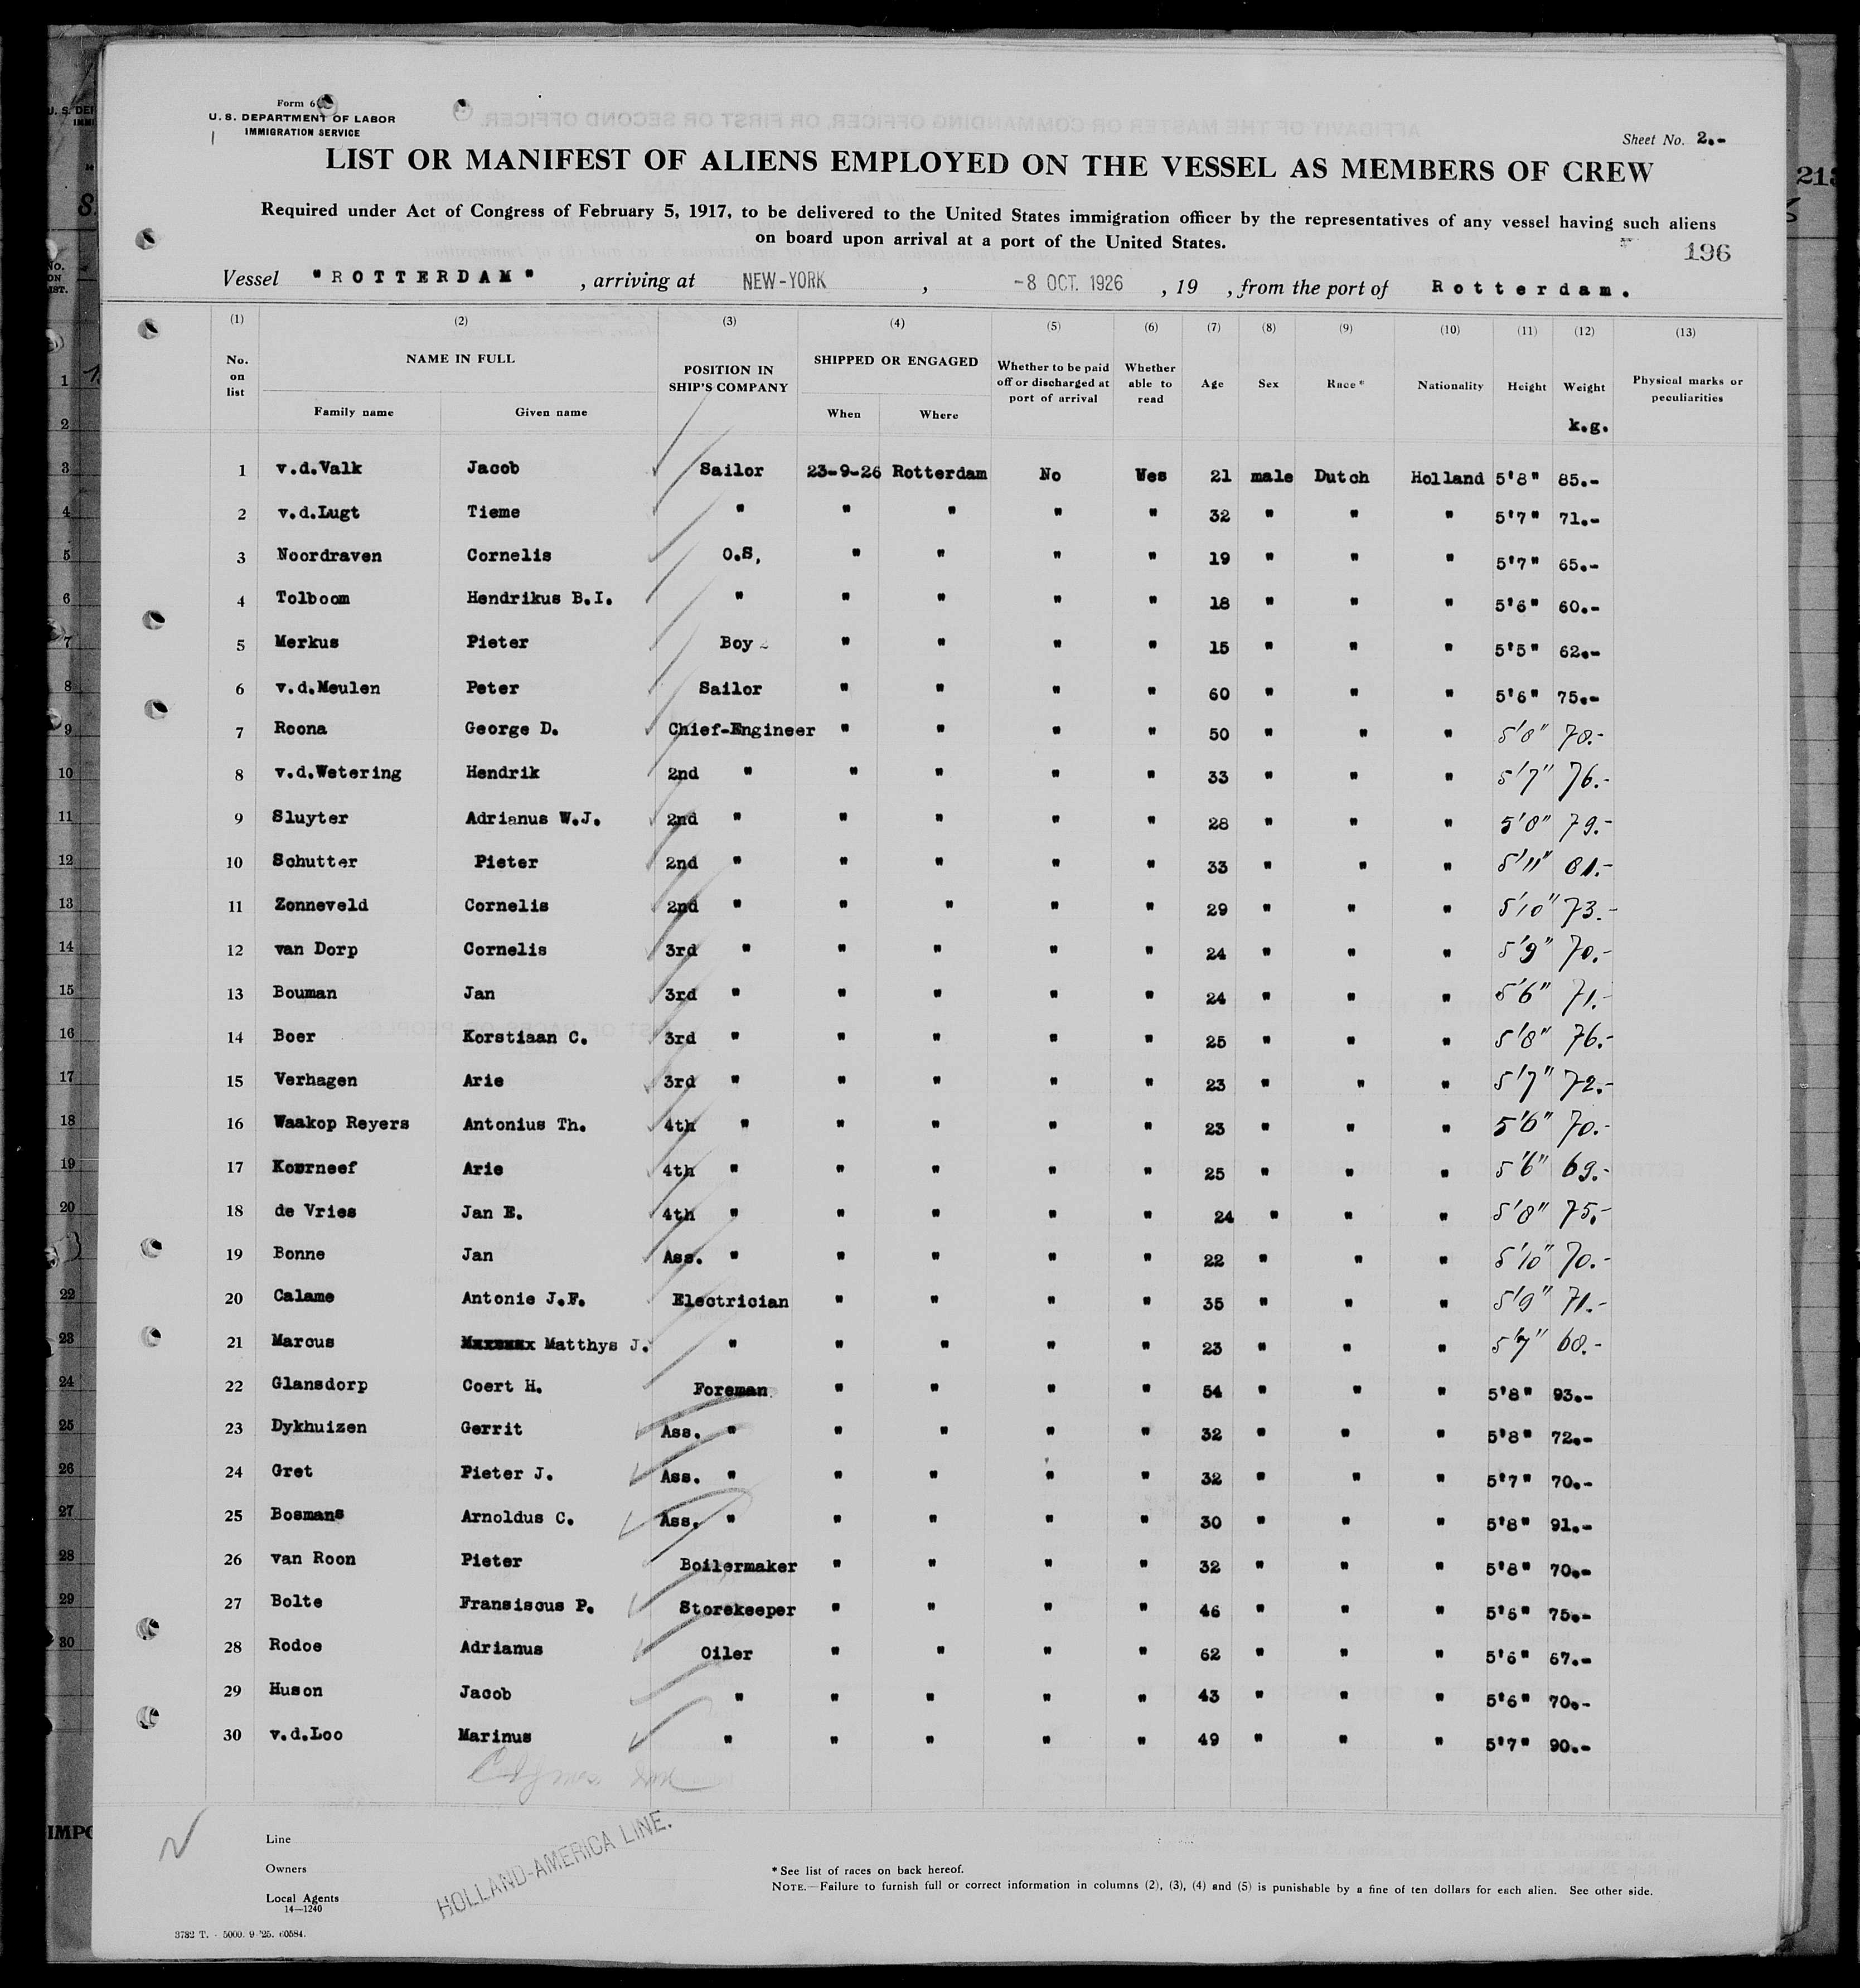 Form 6
U. S. DEPARTMENT OF LABOR
IMMIGRATION SERVICE
Sheet No. 2.-
LIST OR MANIFEST OF ALIENS EMPLOYED ON THE VESSEL AS MEMBERS OF CREW
Required under Act of Congress of February 5, 1917, to be delivered to the United States immigration officer by the representatives of any vessel having such aliens
on board upon arrival at a port of the United States.
196
Vessel "ROTTERDAM" , arriving at NEW-YORK , -8 OCT. 1926 , 19 , from the port of Rotterdam.
(1) (2) (3) (4) (5) (6) (7) (8) (9) (10) (11) (12) (13)
No. on list NAME IN FULL POSITION IN SHIP'S COMPANY SHIPPED OR ENGAGED Whether to be paid off or discharged at port of arrival Whether able to read Age Sex Race* Nationality Height Weight Physical marks or peculiarities
Family name Given name When Where k.g.
1 v.d.Valk Jacob Sailor 23-9-26 Rotterdam No Wes 21 male Dutch Holland 5'8" 85.-
2 v.d.Lugt Tieme " " " " " 32 " " " 5'7" 71.-
3 Noordraven Cornelis O.S, " " " " 19 " " " 5'7" 65.-
4 Tolboom Hendrikus B.I. " " " " " 18 " " " 5'6" 60.-
5 Merkus Pieter Boy " " " " 15 " " " 5'5" 62.-
6 v.d.Meulen Peter Sailor " " " " 60 " " " 5'6" 75.-
7 Roona George D. Chief-Engineer " " " " 50 " " " 5'8" 78.-
8 v.d.Wetering Hendrik 2nd " " " " " 33 " " " 5'7" 76.-
9 Sluyter Adrianus W.J. 2nd " " " " " 28 " " " 5'8" 79.-
10 Schutter Pieter 2nd " " " " " 33 " " " 5'11" 81.-
11 Zonneveld Cornelis 2nd " " " " " 29 " " " 5'10" 73.-
12 van Dorp Cornelis 3rd " " " " " 24 " " " 5'9" 70.-
13 Bouman Jan 3rd " " " " " 24 " " " 5'6" 71.-
14 Boer Korstiaan C. 3rd " " " " " 25 " " " 5'8" 76.-
15 Verhagen Arie 3rd " " " " " 23 " " " 5'7" 72.-
16 Waakop Reyers Antonius Th. 4th " " " " " 23 " " " 5'6" 70.-
17 Koorneef Arie 4th " " " " " 25 " " " 5'6" 69.-
18 de Vries Jan E. 4th " " " " " 24 " " " 5'8" 75.-
19 Bonne Jan Ass. " " " " " 22 " " " 5'10" 70.-
20 Calame Antonie J.F. Electrician " " " " 35 " " " 5'9" 71.-
21 Marcus Matthys J. " " " " " 23 " " " 5'7" 68.-
22 Glansdorp Coert H. Foreman " " " " 54 " " " 5'8" 93.-
23 Dykhuizen Gerrit Ass. " " " " " 32 " " " 5'8" 72.-
24 Gret Pieter J. Ass. " " " " " 32 " " " 5'7" 70.-
25 Bosmans Arnoldus C. Ass. " " " " " 30 " " " 5'8" 91.-
26 van Roon Pieter Boilermaker " " " " 32 " " " 5'8" 70.-
27 Bolte Fransiscus P. Storekeeper " " " " 46 " " " 5'6" 75.-
28 Rodoe Adrianus Oiler " " " " 62 " " " 5'6" 67.-
29 Huson Jacob " " " " " 43 " " " 5'6" 70.-
30 v.d.Loo Marinus " " " " " 49 " " " 5'7" 90.-
Line
Owners
Local Agents
14—1240
HOLLAND-AMERICA LINE.
* See list of races on back hereof.
NOTE.—Failure to furnish full or correct information in columns (2), (3), (4) and (5) is punishable by a fine of ten dollars for each alien. See other side.
3782 T. - 5000. 9 '25. 60584.